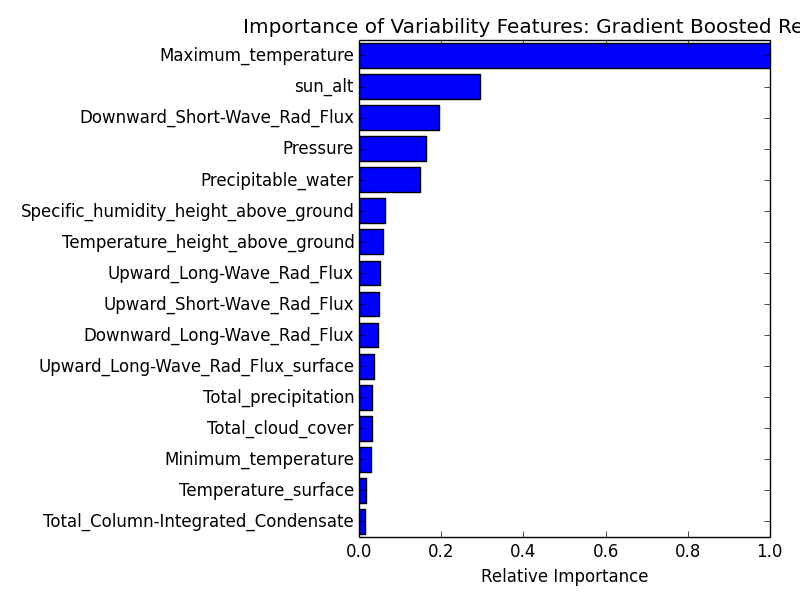 Importance of Variability Features: Gradient Boosted Re
Maximum_temperature
sun_alt
Downward_Short-Wave_Rad_Flux
Pressure
Precipitable_water
Specific_humidity_height_above_ground
Temperature_height_above_ground
Upward_Long-Wave_Rad_Flux
Upward_Short-Wave_Rad_Flux
Downward_Long-Wave_Rad_Flux
Upward_Long-Wave_Rad_Flux_surface
Total_precipitation
Total_cloud_cover
Minimum_temperature
Temperature_surface
Total_Column-Integrated_Condensate
0.0 0.2 0.4 0.6 0.8 1.0
Relative Importance